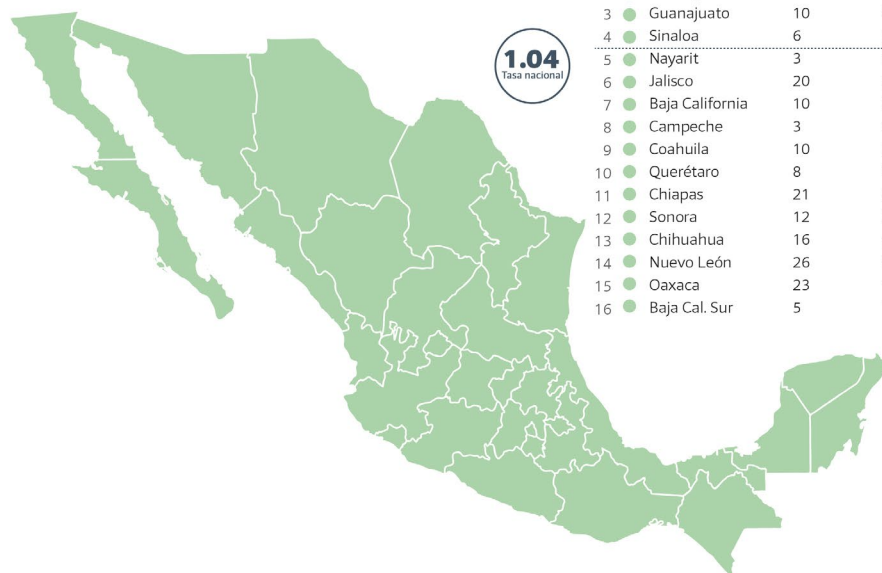 1.04
Tasa nacional
3 Guanajuato 10
4 Sinaloa 6
5 Nayarit 3
6 Jalisco 20
7 Baja California 10
8 Campeche 3
9 Coahuila 10
10 Querétaro 8
11 Chiapas 21
12 Sonora 12
13 Chihuahua 16
14 Nuevo León 26
15 Oaxaca 23
16 Baja Cal. Sur 5